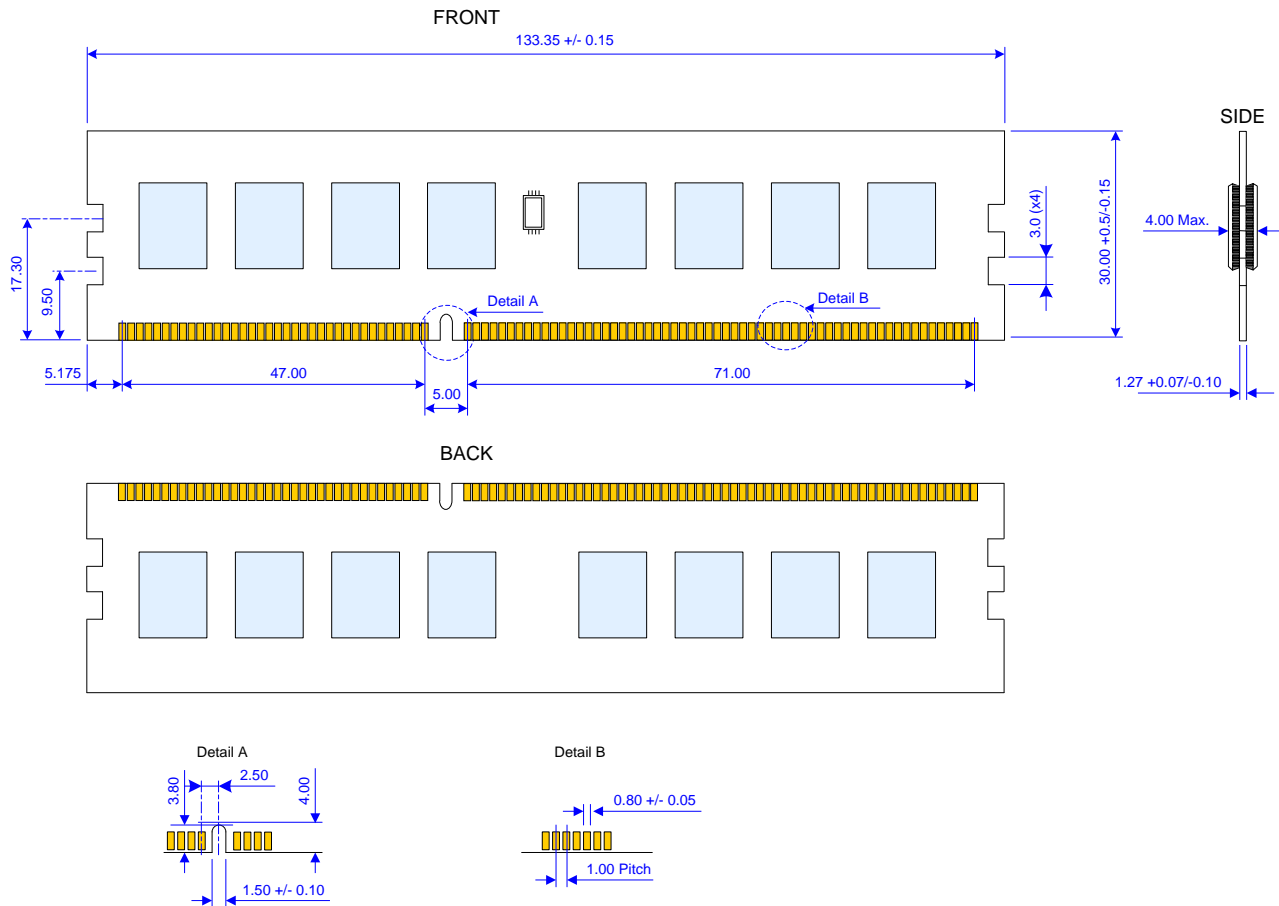 FRONT
133.35 +/- 0.15
SIDE
17.30
9.50
3.0 (x4)
30.00 +0.5/-0.15
4.00 Max.
Detail A
Detail B
5.175
47.00
71.00
5.00
1.27 +0.07/-0.10
BACK
Detail A
Detail B
3.80
2.50
4.00
0.80 +/- 0.05
1.00 Pitch
1.50 +/- 0.10